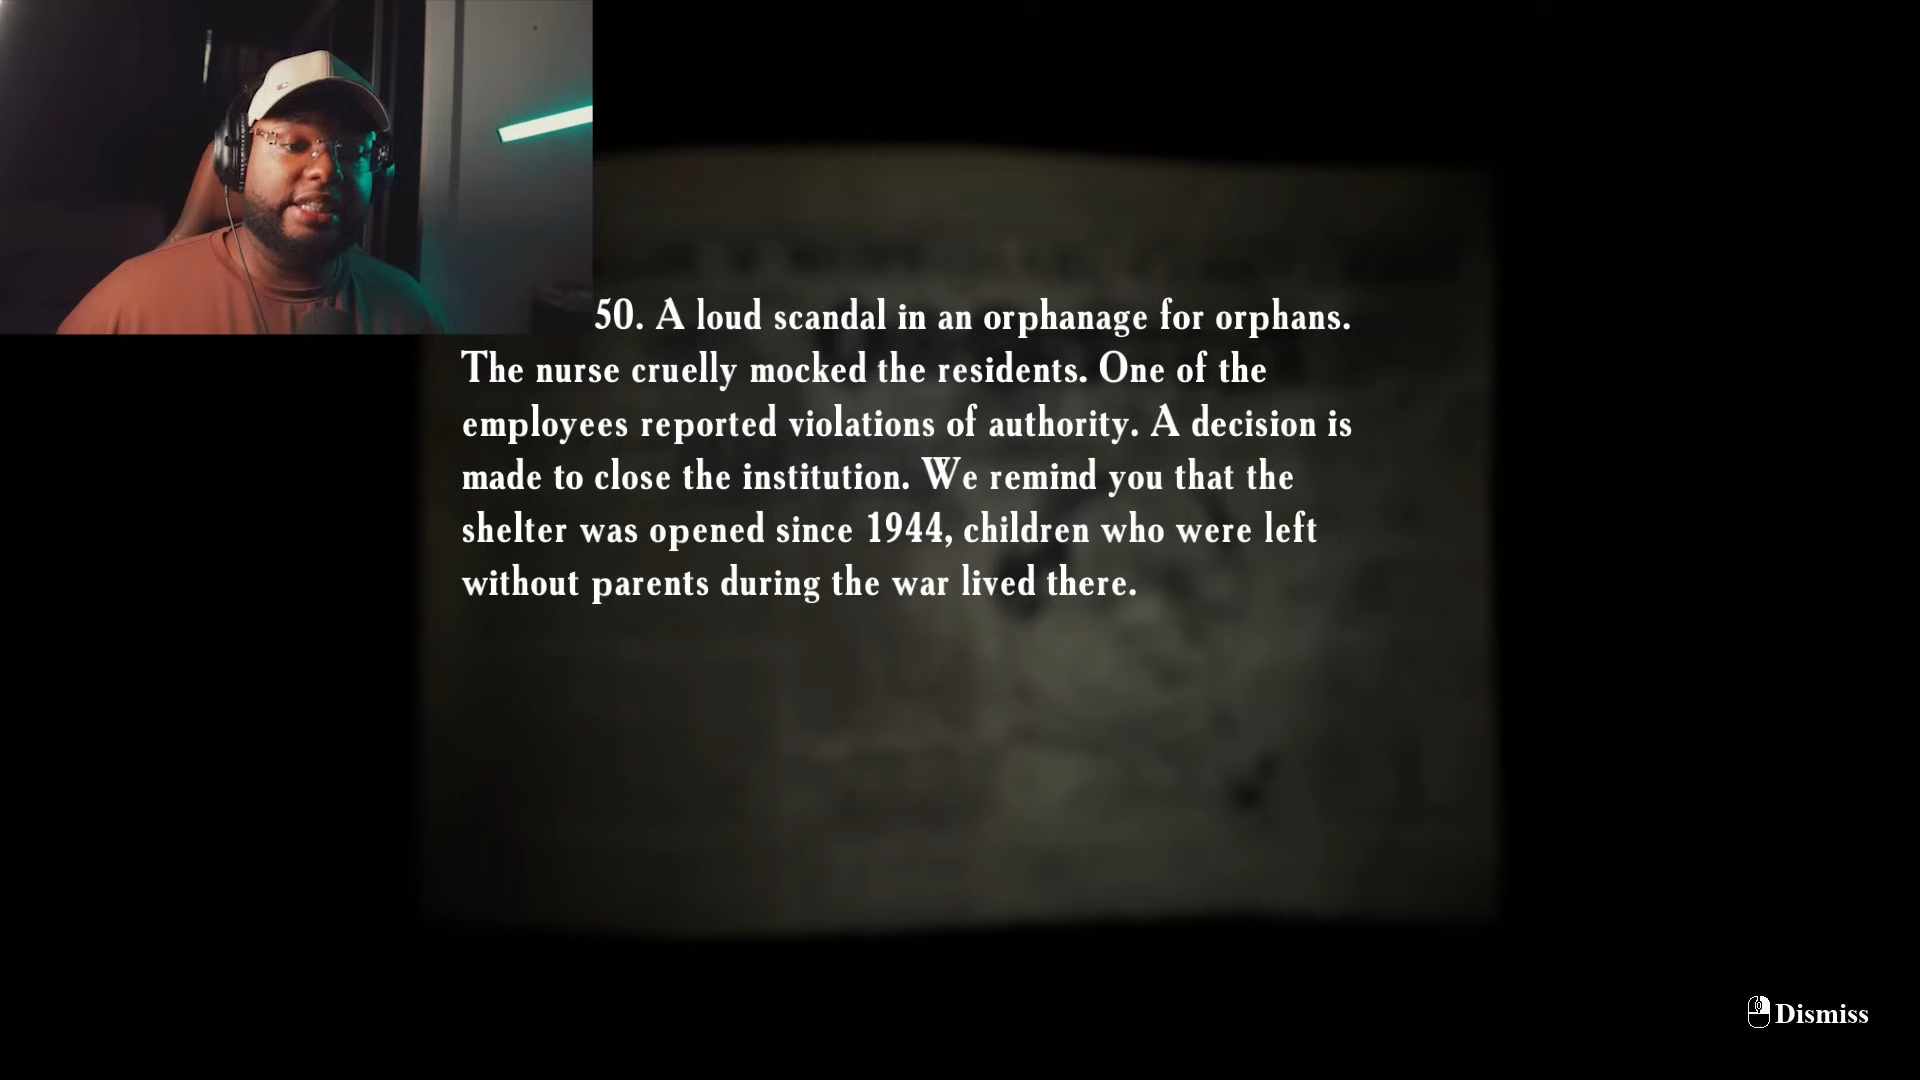 50. A loud scandal in an orphanage for orphans.
The nurse cruelly mocked the residents. One of the
employees reported violations of authority. A decision is
made to close the institution. We remind you that the
shelter was opened since 1944, children who were left
without parents during the war lived there.
Dismiss